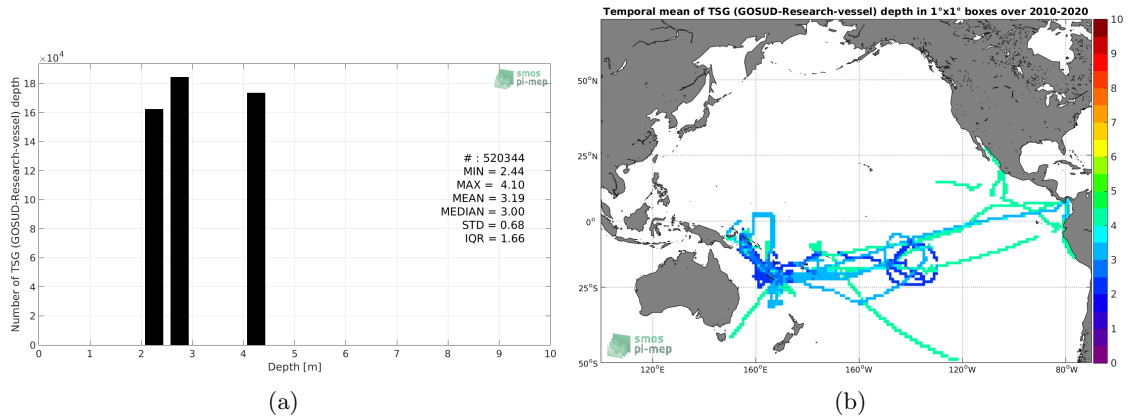 ×10⁴
18
16
14
12
10
8
6
4
2
0
Number of TSG (GOSUD-Research-vessel) depth
0 1 2 3 4 5 6 7 8 9 10
Depth [m]
smos
pi-mep
# : 520344
MIN = 2.44
MAX = 4.10
MEAN = 3.19
MEDIAN = 3.00
STD = 0.68
IQR = 1.66
(a)
Temporal mean of TSG (GOSUD-Research-vessel) depth in 1°x1° boxes over 2010-2020
50°N
25°N
0°
25°S
50°S
120°E 160°E 160°W 120°W 80°W
smos
pi-mep
10
9
8
7
6
5
4
3
2
1
0
(b)